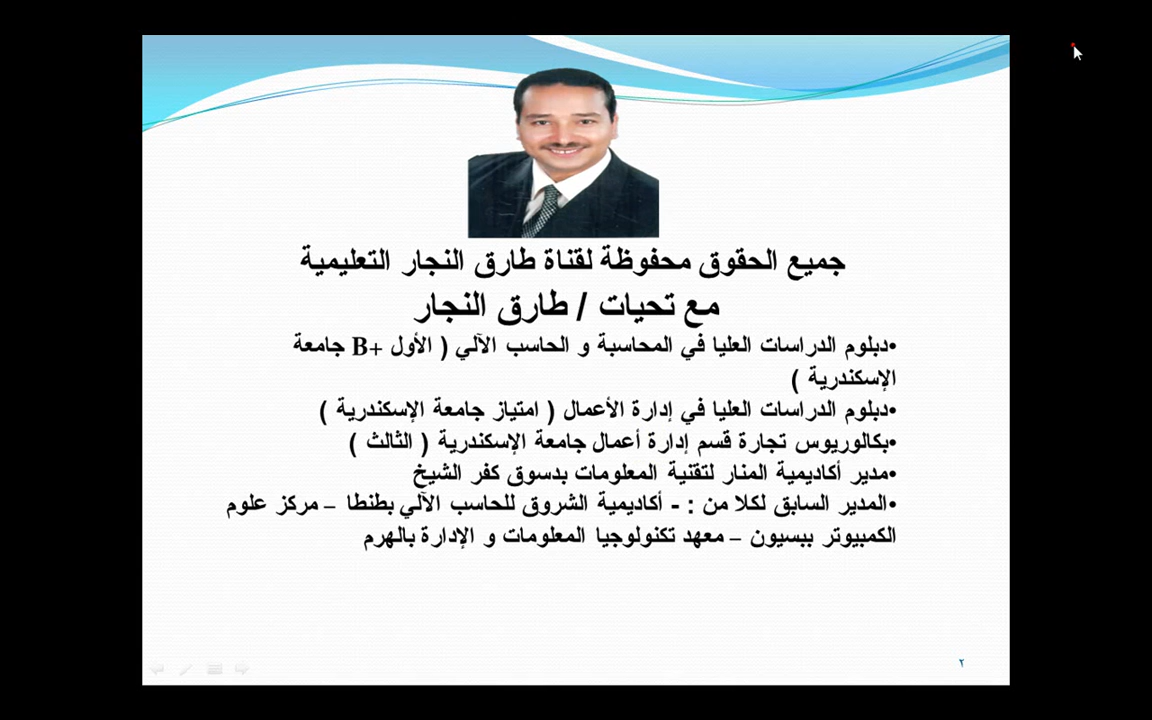 جميع الحقوق محفوظة لقناة طارق النجار التعليمية
مع تحيات / طارق النجار
•دبلوم الدراسات العليا في المحاسبة و الحاسب الآلي ( الأول +B جامعة
الإسكندرية )
•دبلوم الدراسات العليا في إدارة الأعمال ( امتياز جامعة الإسكندرية )
•بكالوريوس تجارة قسم إدارة أعمال جامعة الإسكندرية ( الثالث )
•مدير أكاديمية المنار لتقنية المعلومات بدسوق كفر الشيخ
•المدير السابق لكلا من : - أكاديمية الشروق للحاسب الآلي بطنطا – مركز علوم
الكمبيوتر ببسيون – معهد تكنولوجيا المعلومات و الإدارة بالهرم
٢